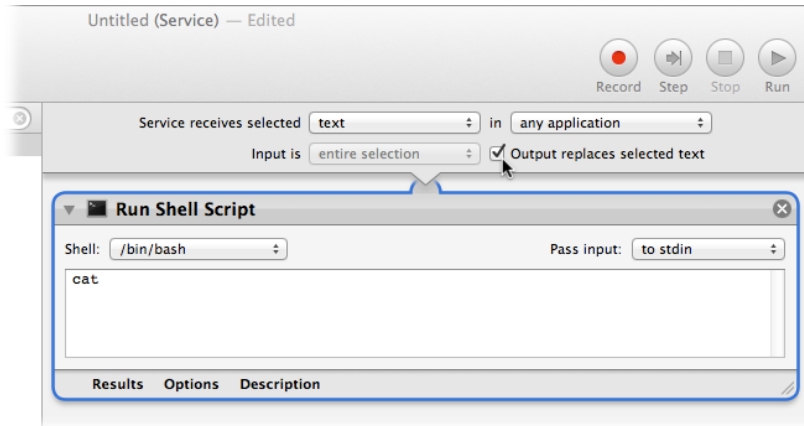 Untitled (Service) — Edited
Record Step Stop Run
Service receives selected text in any application
Input is entire selection Output replaces selected text
Run Shell Script
Shell: /bin/bash Pass input: to stdin
cat
Results Options Description